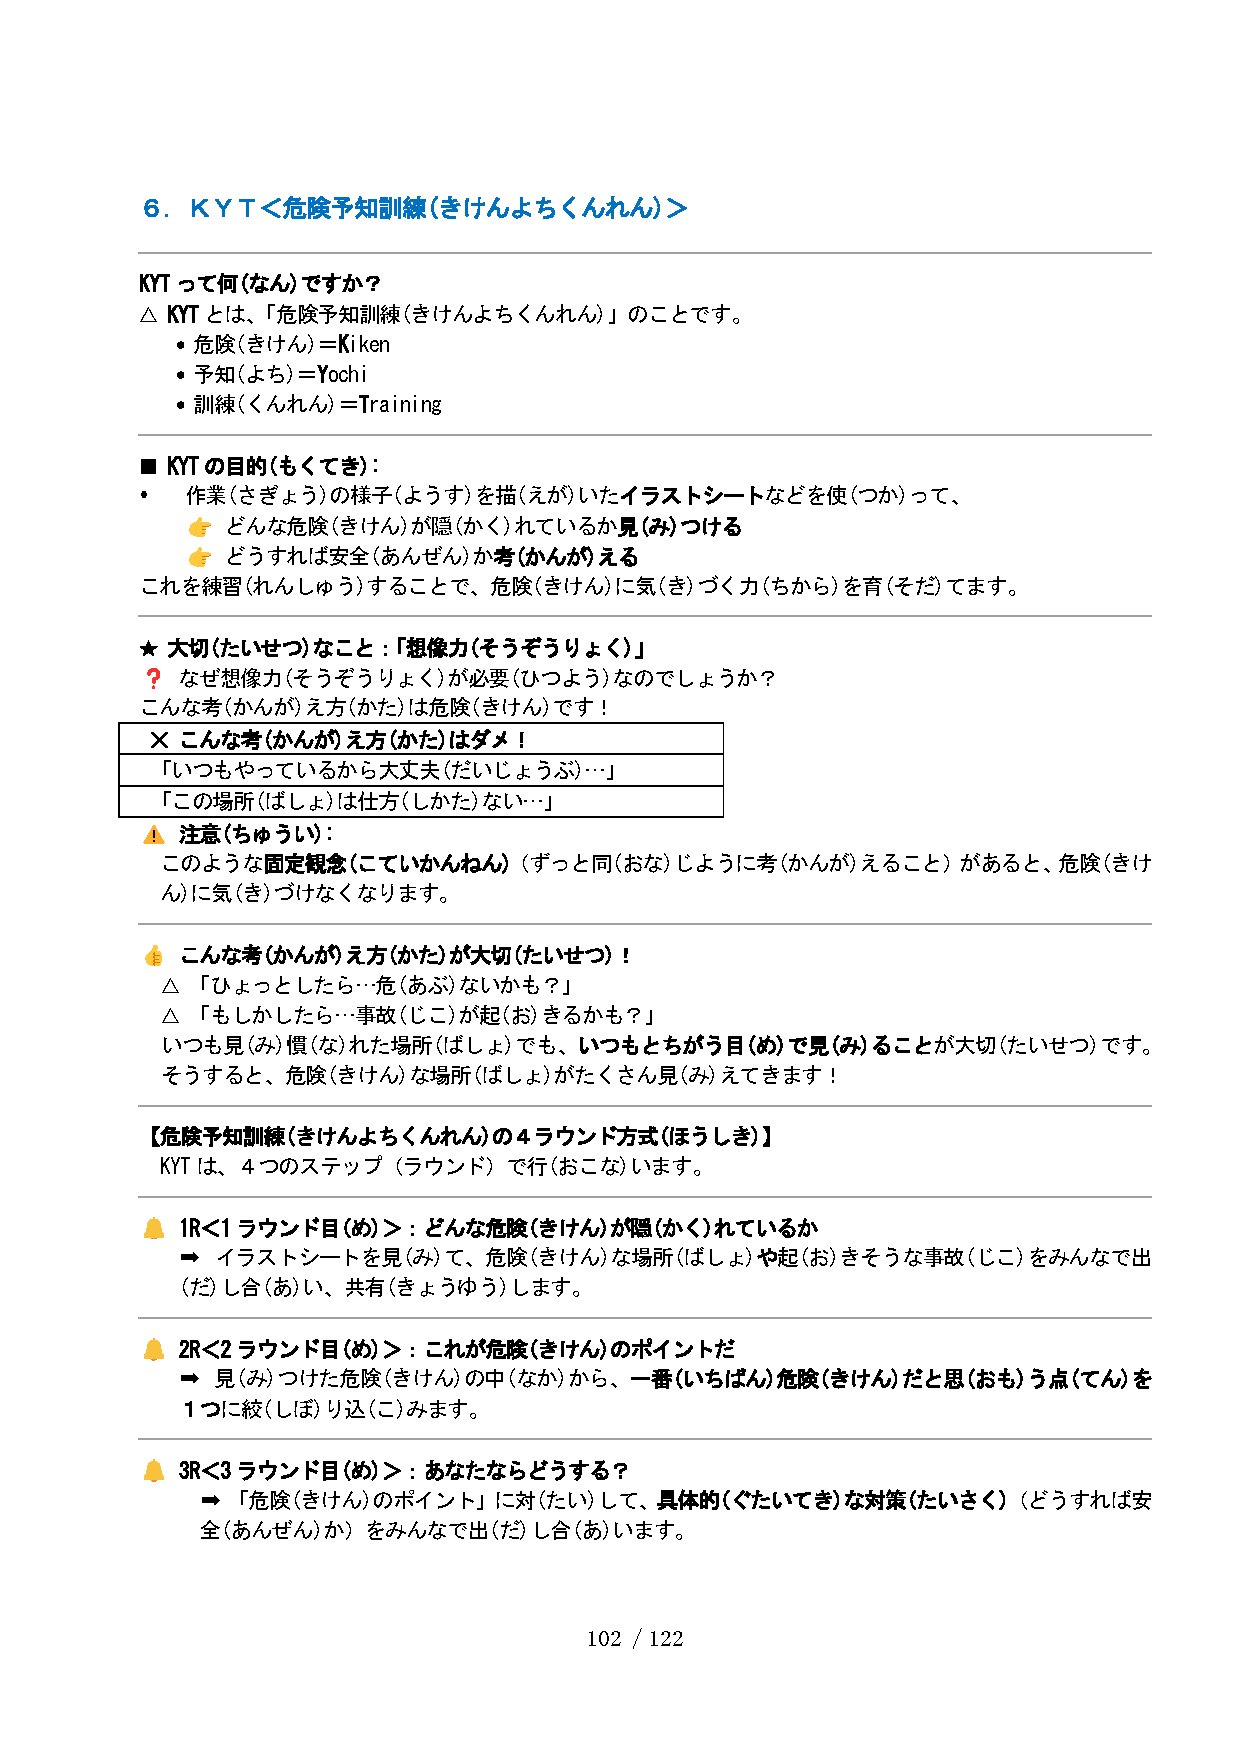 ６．ＫＹＴ＜危険予知訓練(きけんよちくんれん)＞
KYTって何(なん)ですか？
△ KYTとは、「危険予知訓練(きけんよちくんれん)」のことです。
• 危険(きけん)＝Kiken
• 予知(よち)＝Yochi
• 訓練(くんれん)＝Training
■ KYTの目的(もくてき):
• 作業(さぎょう)の様子(ようす)を描(えが)いたイラストシートなどを使(つか)って、
👉 どんな危険(きけん)が隠(かく)れているか見(み)つける
👉 どうすれば安全(あんぜん)か考(かんが)える
これを練習(れんしゅう)することで、危険(きけん)に気(き)づく力(ちから)を育(そだ)てます。
★ 大切(たいせつ)なこと：「想像力(そうぞうりょく)」
❓ なぜ想像力(そうぞうりょく)が必要(ひつよう)なのでしょうか？
こんな考(かんが)え方(かた)は危険(きけん)です！
✕ こんな考(かんが)え方(かた)はダメ！
「いつもやっているから大丈夫(だいじょうぶ)…」
「この場所(ばしょ)は仕方(しかた)ない…」
⚠ 注意(ちゅうい):
このような固定観念(こていかんねん)（ずっと同(おな)じように考(かんが)えること）があると、危険(きけ
ん)に気(き)づけなくなります。
👍 こんな考(かんが)え方(かた)が大切(たいせつ)！
△ 「ひょっとしたら…危(あぶ)ないかも？」
△ 「もしかしたら…事故(じこ)が起(お)きるかも？」
いつも見(み)慣(な)れた場所(ばしょ)でも、いつもとちがう目(め)で見(み)ることが大切(たいせつ)です。
そうすると、危険(きけん)な場所(ばしょ)がたくさん見(み)えてきます！
【危険予知訓練(きけんよちくんれん)の４ラウンド方式(ほうしき)】
KYTは、４つのステップ（ラウンド）で行(おこな)います。
🔔 1R＜1ラウンド目(め)＞：どんな危険(きけん)が隠(かく)れているか
➡ イラストシートを見(み)て、危険(きけん)な場所(ばしょ)や起(お)きそうな事故(じこ)をみんなで出
(だ)し合(あ)い、共有(きょうゆう)します。
🔔 2R＜2ラウンド目(め)＞：これが危険(きけん)のポイントだ
➡ 見(み)つけた危険(きけん)の中(なか)から、一番(いちばん)危険(きけん)だと思(おも)う点(てん)を
１つに絞(しぼ)り込(こ)みます。
🔔 3R＜3ラウンド目(め)＞：あなたならどうする？
➡ 「危険(きけん)のポイント」に対(たい)して、具体的(ぐたいてき)な対策(たいさく)（どうすれば安
全(あんぜん)か）をみんなで出(だ)し合(あ)います。
102 / 122